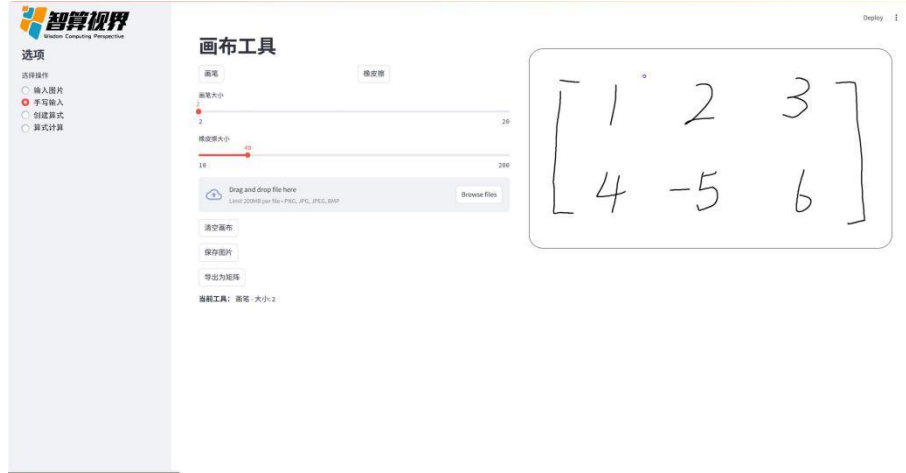 智算视界
Wisdom Computing Perspective
选项
选择操作
输入图片
手写输入
创建算式
算式计算
Deploy
画布工具
画笔
橡皮擦
画笔大小
2
2
20
橡皮擦大小
40
10
200
Drag and drop file here
Limit 200MB per file • PNG, JPG, JPEG, BMP
Browse files
清空画布
保存图片
导出为矩阵
当前工具： 画笔 - 大小: 2
1 2 3
4 -5 6